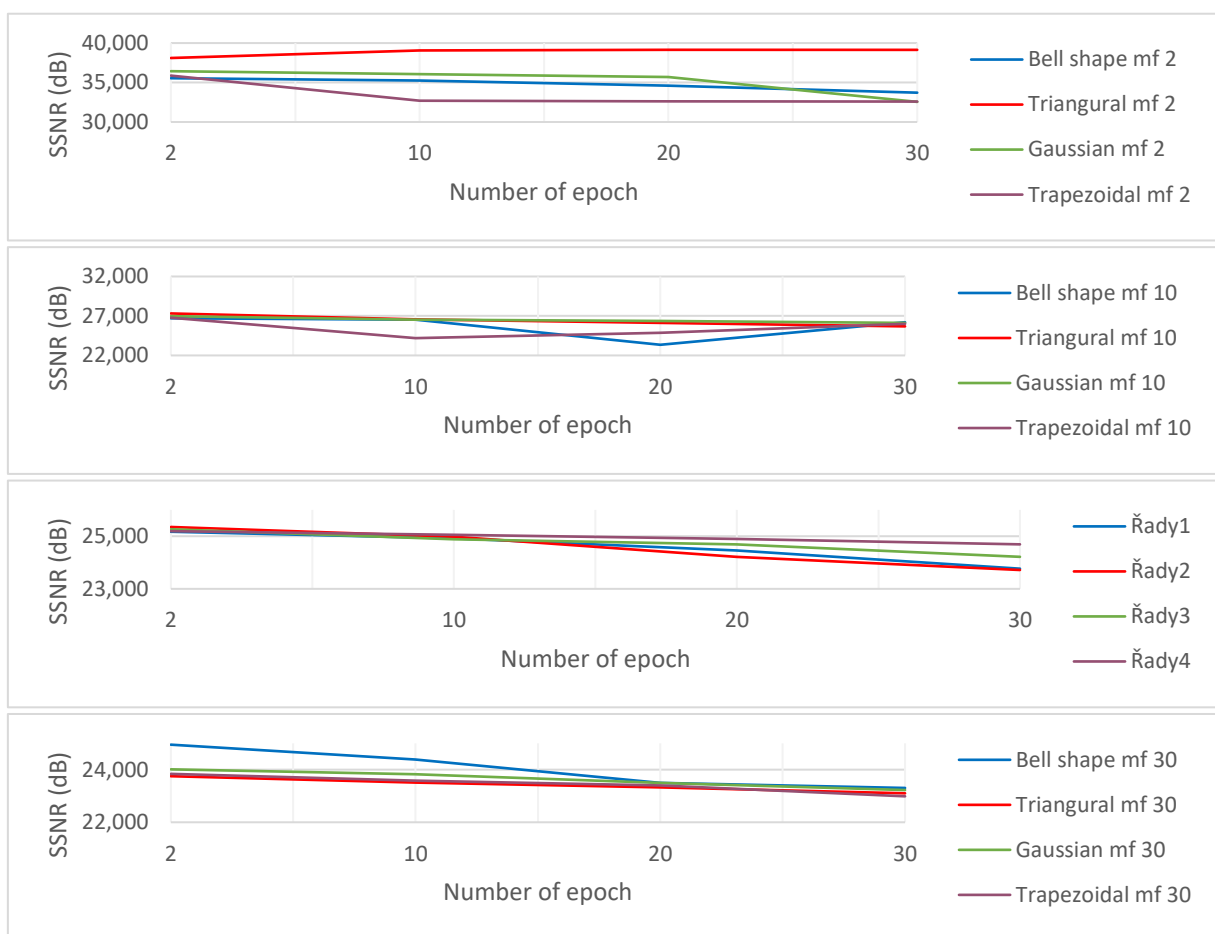 40,000
35,000
30,000
SSNR (dB)
2 10 20 30
Number of epoch
Bell shape mf 2
Triangural mf 2
Gaussian mf 2
Trapezoidal mf 2
32,000
27,000
22,000
SSNR (dB)
2 10 20 30
Number of epoch
Bell shape mf 10
Triangural mf 10
Gaussian mf 10
Trapezoidal mf 10
25,000
23,000
SSNR (dB)
2 10 20 30
Number of epoch
Řady1
Řady2
Řady3
Řady4
24,000
22,000
SSNR (dB)
2 10 20 30
Number of epoch
Bell shape mf 30
Triangural mf 30
Gaussian mf 30
Trapezoidal mf 30